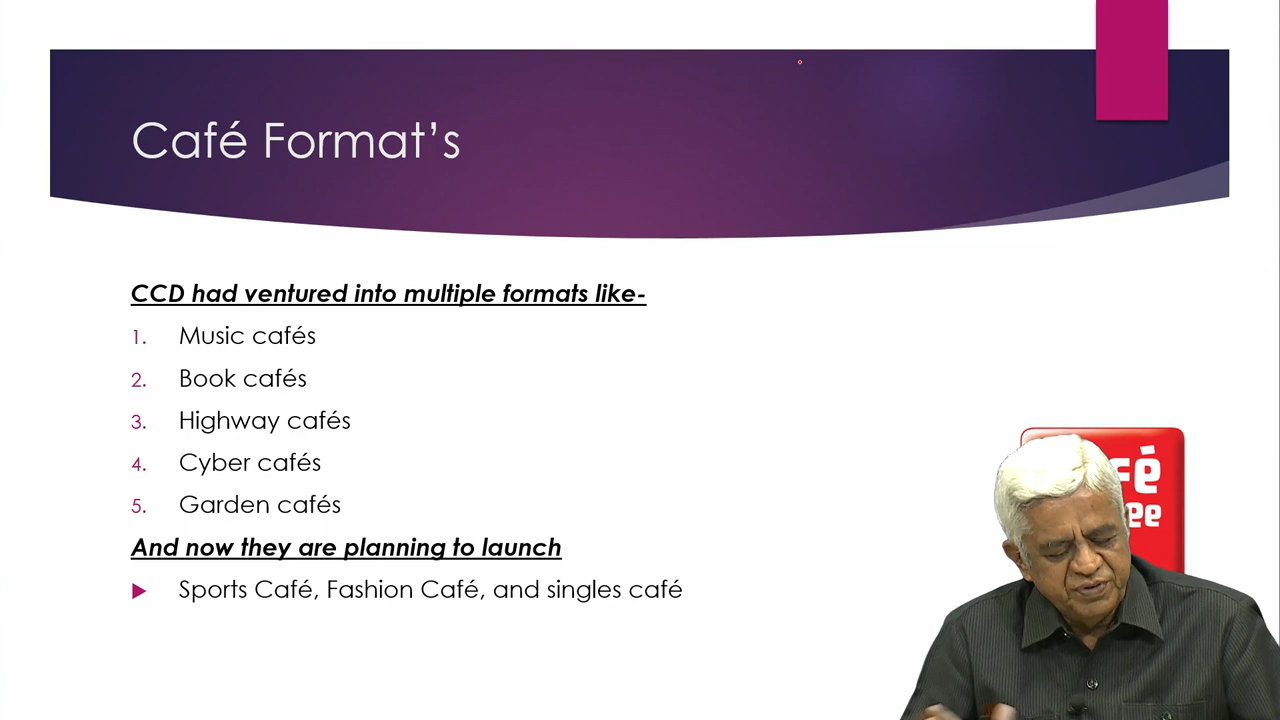 Café Format’s
CCD had ventured into multiple formats like-
1. Music cafés
2. Book cafés
3. Highway cafés
4. Cyber cafés
5. Garden cafés
And now they are planning to launch
Sports Café, Fashion Café, and singles café